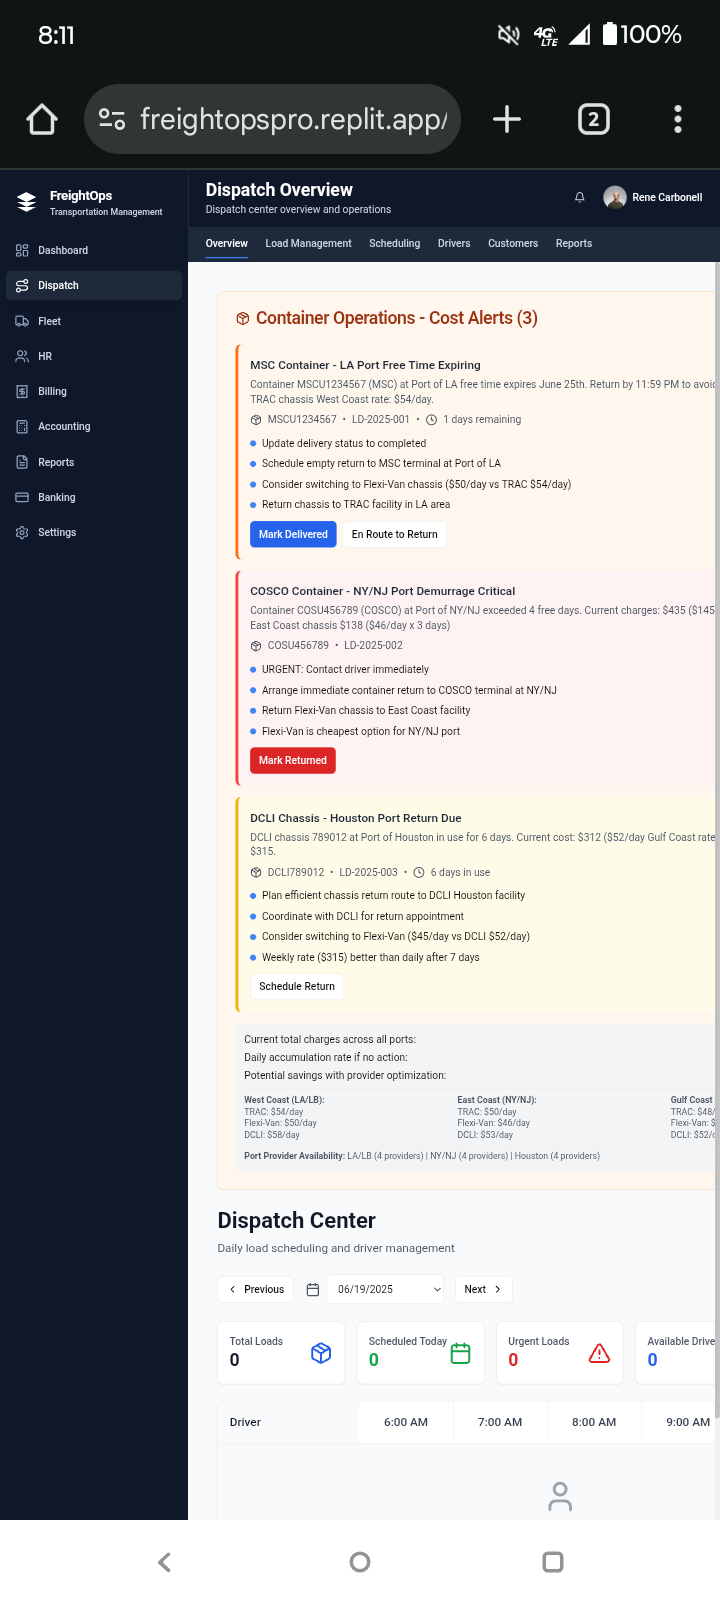 8:11
4G LTE
100%
freightopspro.replit.app/
2
FreightOps
Transportation Management
Dashboard
Dispatch
Fleet
HR
Billing
Accounting
Reports
Banking
Settings
Dispatch Overview
Dispatch center overview and operations
Rene Carbonell
Overview Load Management Scheduling Drivers Customers Reports
Container Operations - Cost Alerts (3)
MSC Container - LA Port Free Time Expiring
Container MSCU1234567 (MSC) at Port of LA free time expires June 25th. Return by 11:59 PM to avoid
TRAC chassis West Coast rate: $54/day.
MSCU1234567 • LD-2025-001 • 1 days remaining
Update delivery status to completed
Schedule empty return to MSC terminal at Port of LA
Consider switching to Flexi-Van chassis ($50/day vs TRAC $54/day)
Return chassis to TRAC facility in LA area
Mark Delivered En Route to Return
COSCO Container - NY/NJ Port Demurrage Critical
Container COSU456789 (COSCO) at Port of NY/NJ exceeded 4 free days. Current charges: $435 ($145
East Coast chassis $138 ($46/day x 3 days)
COSU456789 • LD-2025-002
URGENT: Contact driver immediately
Arrange immediate container return to COSCO terminal at NY/NJ
Return Flexi-Van chassis to East Coast facility
Flexi-Van is cheapest option for NY/NJ port
Mark Returned
DCLI Chassis - Houston Port Return Due
DCLI chassis 789012 at Port of Houston in use for 6 days. Current cost: $312 ($52/day Gulf Coast rate
$315.
DCLI789012 • LD-2025-003 • 6 days in use
Plan efficient chassis return route to DCLI Houston facility
Coordinate with DCLI for return appointment
Consider switching to Flexi-Van ($45/day vs DCLI $52/day)
Weekly rate ($315) better than daily after 7 days
Schedule Return
Current total charges across all ports:
Daily accumulation rate if no action:
Potential savings with provider optimization:
West Coast (LA/LB): East Coast (NY/NJ): Gulf Coast
TRAC: $54/day TRAC: $50/day TRAC: $48/
Flexi-Van: $50/day Flexi-Van: $46/day Flexi-Van: $
DCLI: $58/day DCLI: $53/day DCLI: $52/
Port Provider Availability: LA/LB (4 providers) | NY/NJ (4 providers) | Houston (4 providers)
Dispatch Center
Daily load scheduling and driver management
Previous 06/19/2025 Next
Total Loads Scheduled Today Urgent Loads Available Drive
0 0 0 0
Driver 6:00 AM 7:00 AM 8:00 AM 9:00 AM